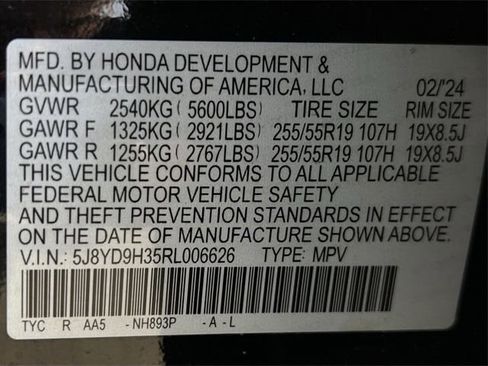 MFD. BY HONDA DEVELOPMENT &
MANUFACTURING OF AMERICA, LLC 02/'24
GVWR 2540KG( 5600LBS) TIRE SIZE RIM SIZE
GAWR F 1325KG( 2921LBS) 255/55R19 107H 19X8.5J
GAWR R 1255KG( 2767LBS) 255/55R19 107H 19X8.5J
THIS VEHICLE CONFORMS TO ALL APPLICABLE
FEDERAL MOTOR VEHICLE SAFETY
AND THEFT PREVENTION STANDARDS IN EFFECT
ON THE DATE OF MANUFACTURE SHOWN ABOVE.
V.I.N.: 5J8YD9H35RL006626 TYPE: MPV
TYC R AA5 -NH893P -A-L